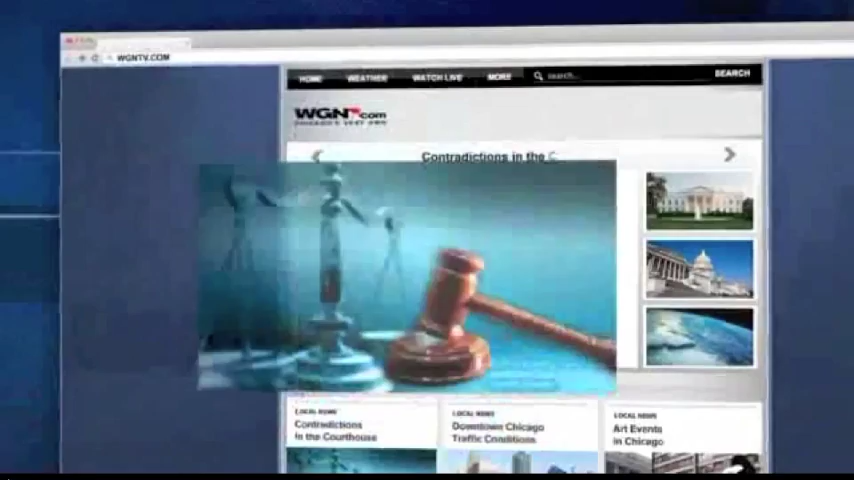 WGNTV.COM
HOME WEATHER WATCH LIVE MORE search... SEARCH
WGN.com
Contradictions in the C
LOCAL NEWS
Contradictions
in the Courthouse
LOCAL NEWS
Downtown Chicago
Traffic Conditions
LOCAL NEWS
Art Events
in Chicago